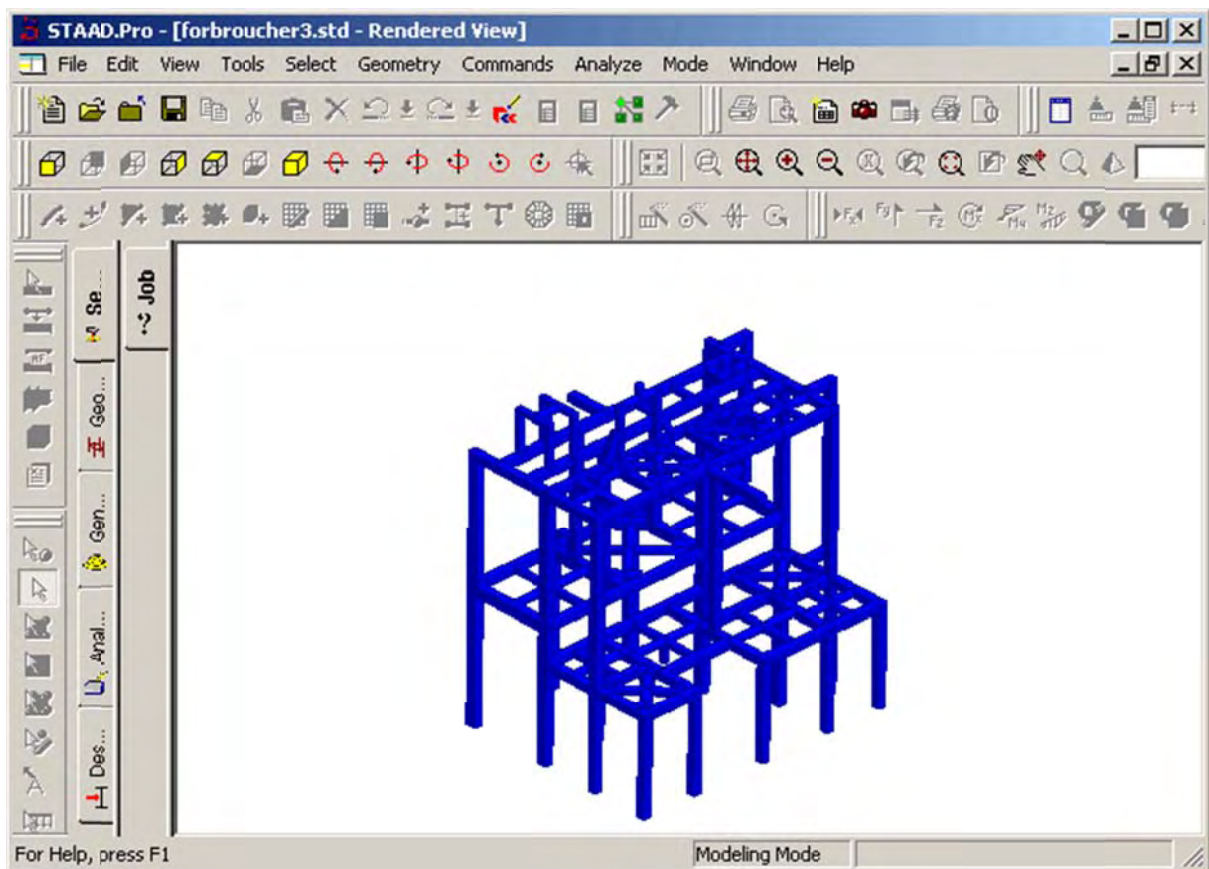 STAAD.Pro - [forbroucher3.std - Rendered View]
File Edit View Tools Select Geometry Commands Analyze Mode Window Help
Job
Se...
Geo...
Gen...
Anal...
Des...
For Help, press F1
Modeling Mode